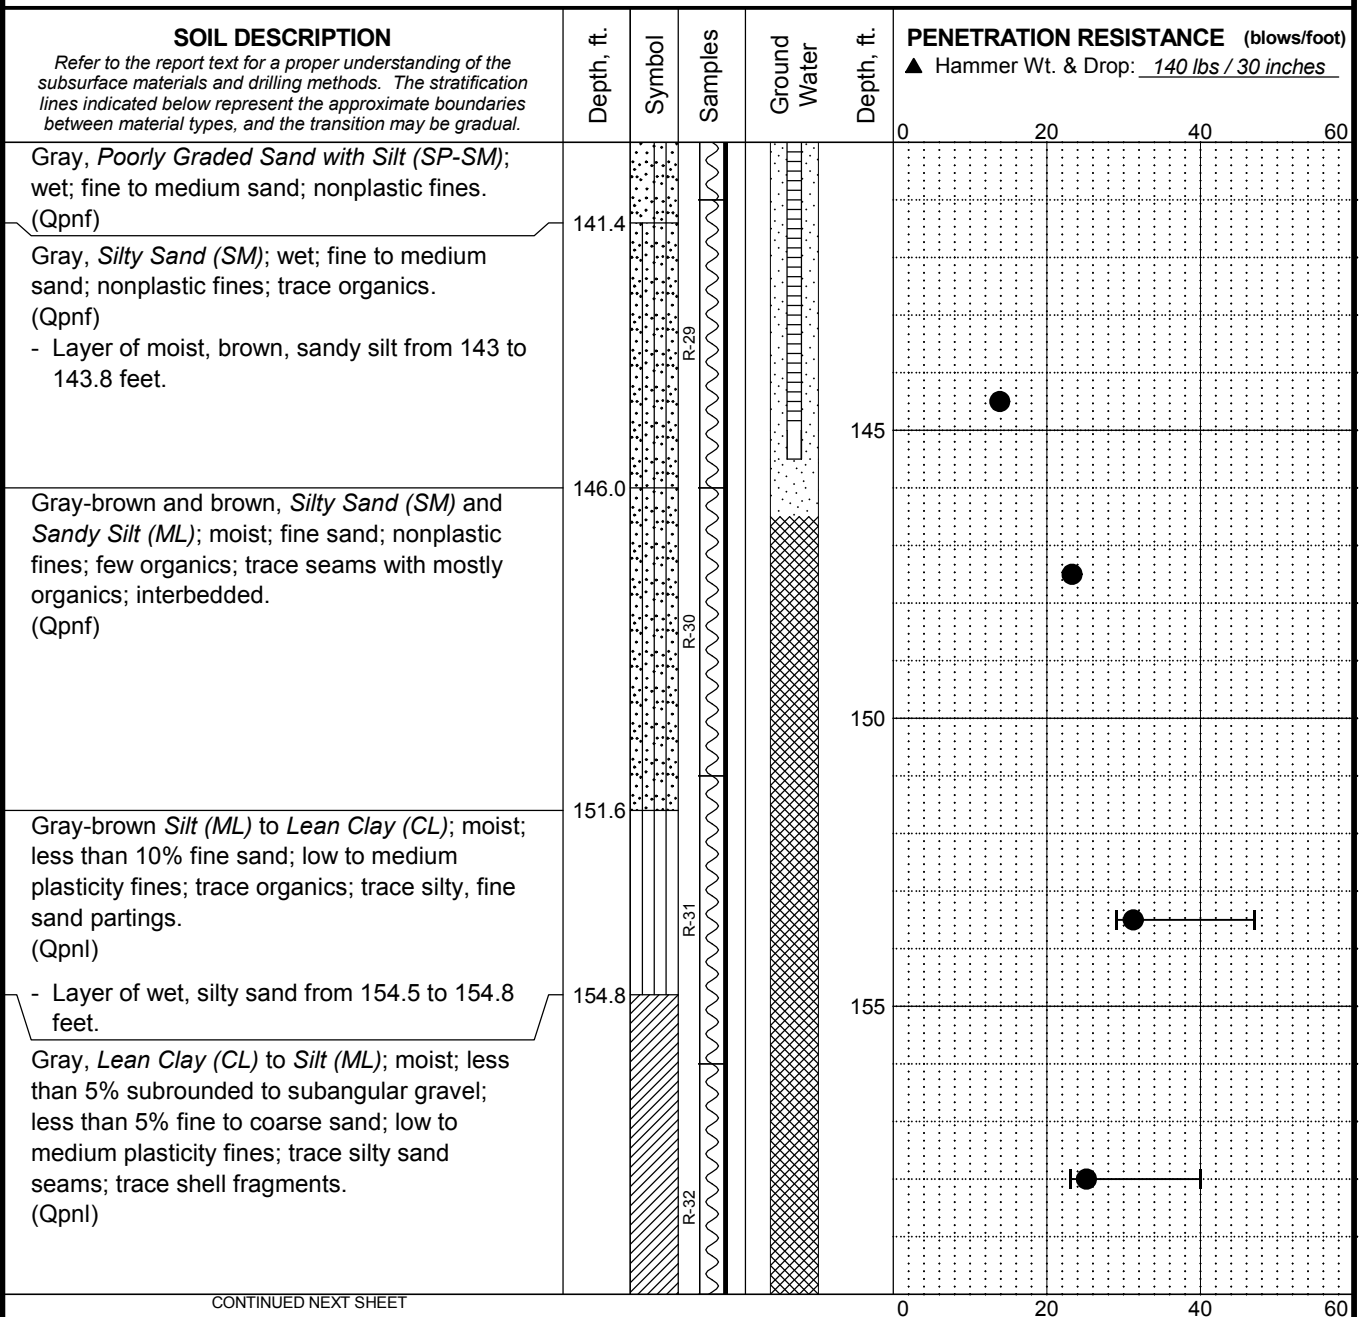 SOIL DESCRIPTION
Refer to the report text for a proper understanding of the
subsurface materials and drilling methods. The stratification
lines indicated below represent the approximate boundaries
between material types, and the transition may be gradual.
Depth, ft.
Symbol
Samples
Ground
Water
Depth, ft.
PENETRATION RESISTANCE (blows/foot)
▲ Hammer Wt. & Drop: 140 lbs / 30 inches
0 20 40 60
Gray, Poorly Graded Sand with Silt (SP-SM);
wet; fine to medium sand; nonplastic fines.
(Qpnf)
141.4
Gray, Silty Sand (SM); wet; fine to medium
sand; nonplastic fines; trace organics.
(Qpnf)
- Layer of moist, brown, sandy silt from 143 to
143.8 feet.
R-29
145
146.0
Gray-brown and brown, Silty Sand (SM) and
Sandy Silt (ML); moist; fine sand; nonplastic
fines; few organics; trace seams with mostly
organics; interbedded.
(Qpnf)
R-30
150
151.6
Gray-brown Silt (ML) to Lean Clay (CL); moist;
less than 10% fine sand; low to medium
plasticity fines; trace organics; trace silty, fine
sand partings.
(Qpnl)
R-31
- Layer of wet, silty sand from 154.5 to 154.8
feet.
154.8
155
Gray, Lean Clay (CL) to Silt (ML); moist; less
than 5% subrounded to subangular gravel;
less than 5% fine to coarse sand; low to
medium plasticity fines; trace silty sand
seams; trace shell fragments.
(Qpnl)
R-32
CONTINUED NEXT SHEET
0 20 40 60